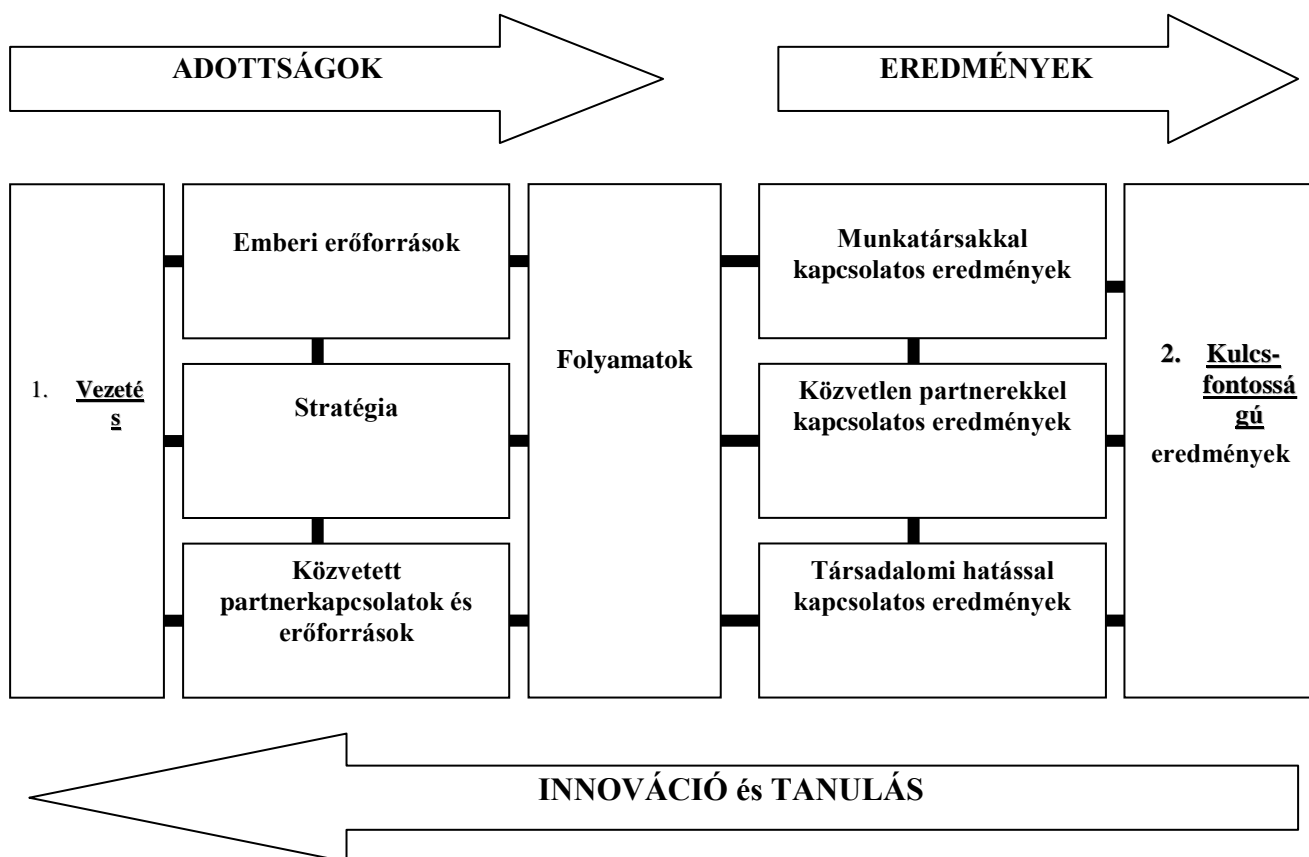 ADOTTSÁGOK
EREDMÉNYEK
1. Vezeté
s
Emberi erőforrások
Stratégia
Közvetett
partnerkapcsolatok és
erőforrások
Folyamatok
Munkatársakkal
kapcsolatos eredmények
Közvetlen partnerekkel
kapcsolatos eredmények
Társadalomi hatással
kapcsolatos eredmények
2. Kulcs-
fontossá
gú
eredmények
INNOVÁCIÓ és TANULÁS